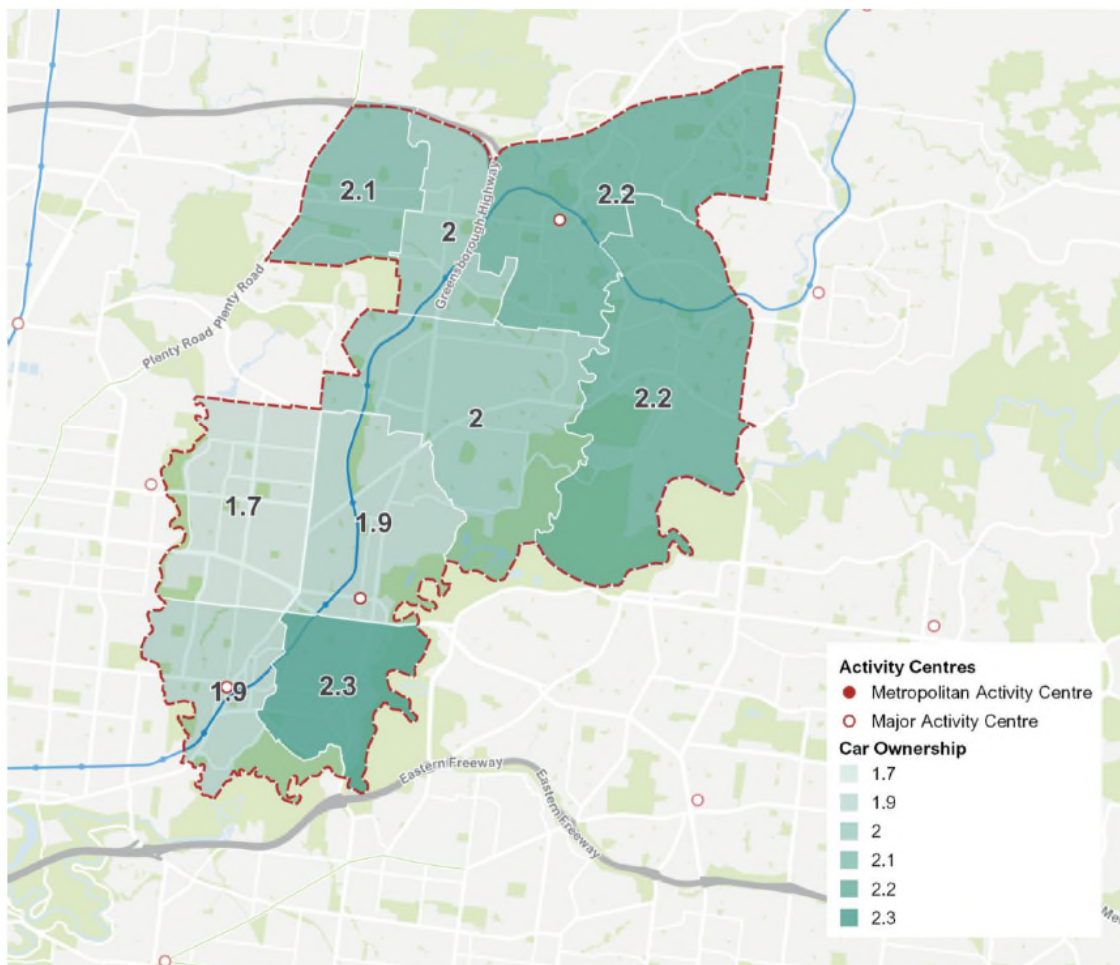 2.1
2
2.2
Greensborough Highway
Plenty Road Plenty Road
2
2.2
1.7
1.9
1.9
2.3
Eastern Freeway
Eastern Freeway
Activity Centres
Metropolitan Activity Centre
Major Activity Centre
Car Ownership
1.7
1.9
2
2.1
2.2
2.3
Me